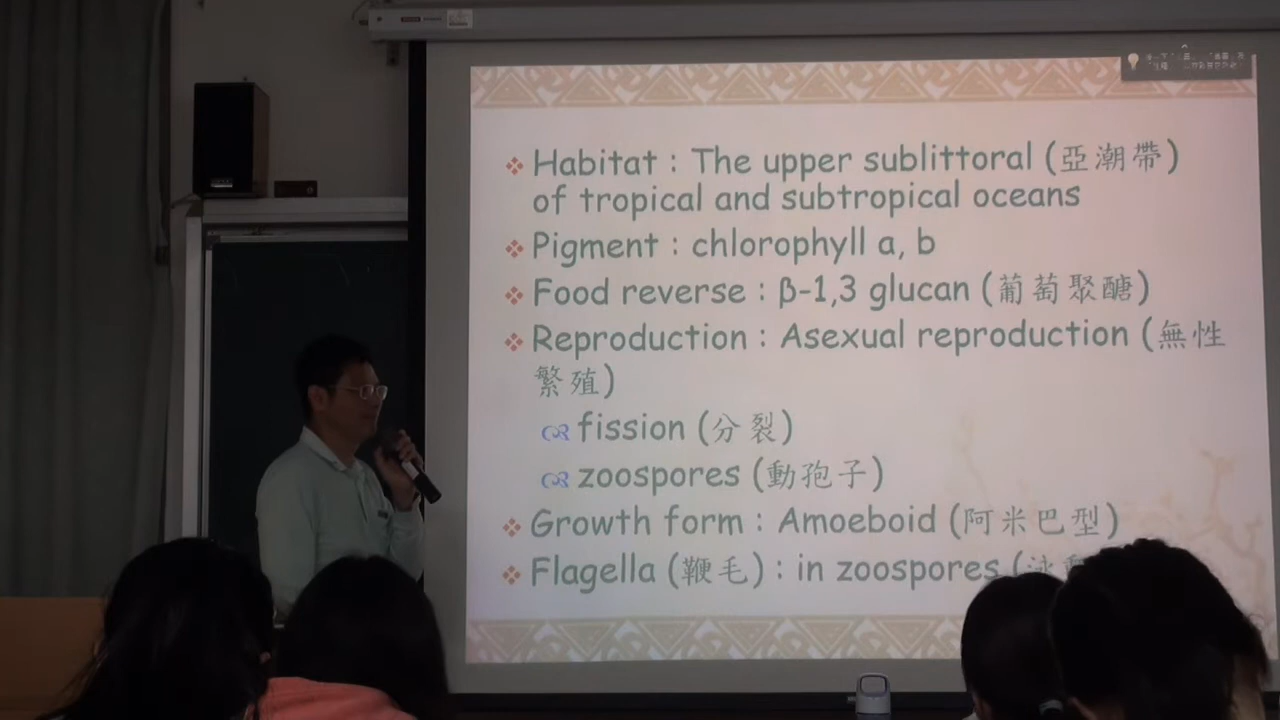 Habitat : The upper sublittoral (亞潮帶)
of tropical and subtropical oceans
Pigment : chlorophyll a, b
Food reverse : β-1,3 glucan (葡萄聚醣)
Reproduction : Asexual reproduction (無性
繁殖)
fission (分裂)
zoospores (動孢子)
Growth form : Amoeboid (阿米巴型)
Flagella (鞭毛) : in zoospores (泳動